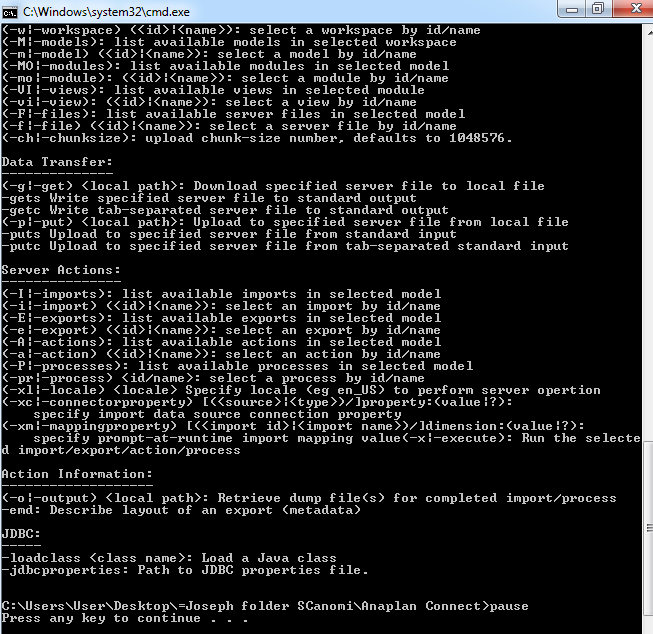 C:\Windows\system32\cmd.exe
(-w¦-workspace) (<id>¦<name>): select a workspace by id/name
(-M¦-models): list available models in selected workspace
(-m¦-model) (<id>¦<name>): select a model by id/name
(-MO¦-modules): list available modules in selected model
(-mo¦-module): (<id>¦<name>): select a module by id/name
(-VI¦-views): list available views in selected module
(-vi¦-view): (<id>¦<name>): select a view by id/name
(-F¦-files): list available server files in selected model
(-f¦-file) (<id>¦<name>): select a server file by id/name
(-ch¦-chunksize): upload chunk-size number, defaults to 1048576.
Data Transfer:
--------------
(-g¦-get) <local path>: Download specified server file to local file
-gets Write specified server file to standard output
-getc Write tab-separated server file to standard output
(-p¦-put) <local path>: Upload to specified server file from local file
-puts Upload to specified server file from standard input
-putc Upload to specified server file from tab-separated standard input
Server Actions:
---------------
(-I¦-imports): list available imports in selected model
(-i¦-import) (<id>¦<name>): select an import by id/name
(-E¦-exports): list available exports in selected model
(-e¦-export) (<id>¦<name>): select an export by id/name
(-A¦-actions): list available actions in selected model
(-a¦-action) (<id>¦<name>): select an action by id/name
(-P¦-processes): list available processes in selected model
(-pr¦-process) <id/name>: select a process by id/name
(-xl¦-locale) <locale> Specify locale (eg en_US) to perform server opertion
(-xc¦-connectorproperty) [(<source>¦<type>)/]property:(value¦?):
    specify import data source connection property
(-xm¦-mappingproperty) [(<import id>¦<import name>)/]dimension:(value¦?):
    specify prompt-at-runtime import mapping value(-x¦-execute): Run the selecte
d import/export/action/process
Action Information:
-------------------
(-o¦-output) <local path>: Retrieve dump file(s) for completed import/process
-emd: Describe layout of an export (metadata)
JDBC:
-----
-loadclass <class name>: Load a Java class
-jdbcproperties: Path to JDBC properties file.
C:\Users\User\Desktop\=Joseph folder SCanomi\Anaplan Connect>pause
Press any key to continue . . .